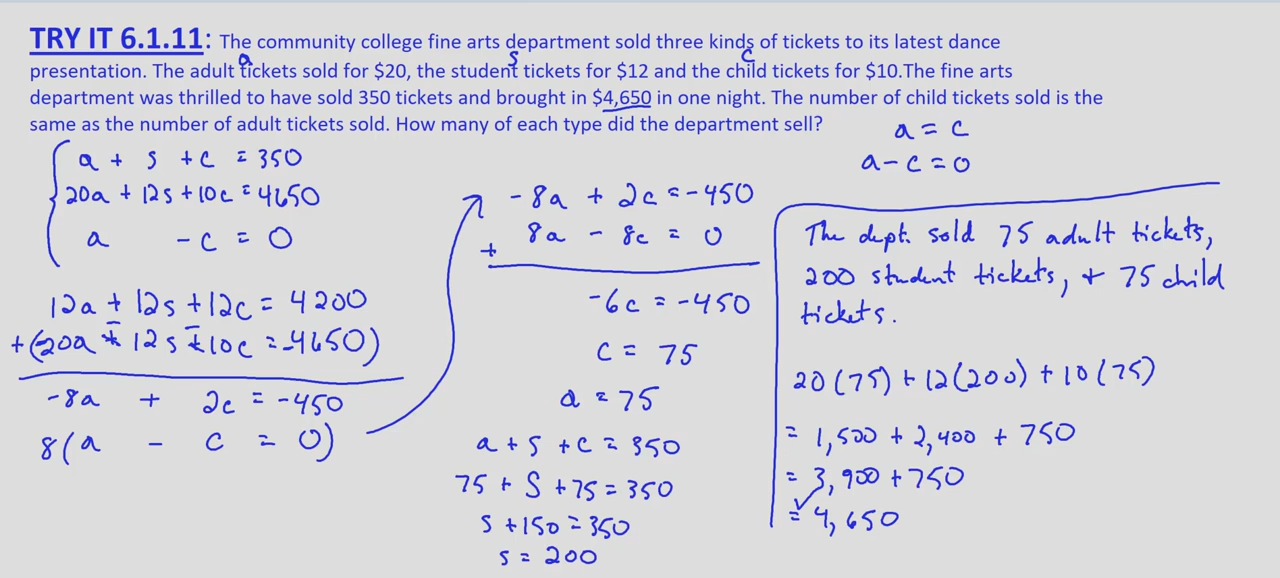 TRY IT 6.1.11: The community college fine arts department sold three kinds of tickets to its latest dance
a s c
presentation. The adult tickets sold for $20, the student tickets for $12 and the child tickets for $10.The fine arts
department was thrilled to have sold 350 tickets and brought in $4,650 in one night. The number of child tickets sold is the
same as the number of adult tickets sold. How many of each type did the department sell?
a = c
a - c = 0
a + s + c = 350
20a + 12s + 10c = 4650
a - c = 0
12a + 12s + 12c = 4200
+(-20a - 12s - 10c = -4650)
-8a + 2c = -450
8(a - c = 0)
-8a + 2c = -450
+ 8a - 8c = 0
-6c = -450
c = 75
a = 75
a + s + c = 350
75 + s + 75 = 350
s + 150 = 350
s = 200
The dept. sold 75 adult tickets,
200 student tickets, + 75 child
tickets.
20(75) + 12(200) + 10(75)
= 1,500 + 2,400 + 750
= 3,900 + 750
=✓ 4,650